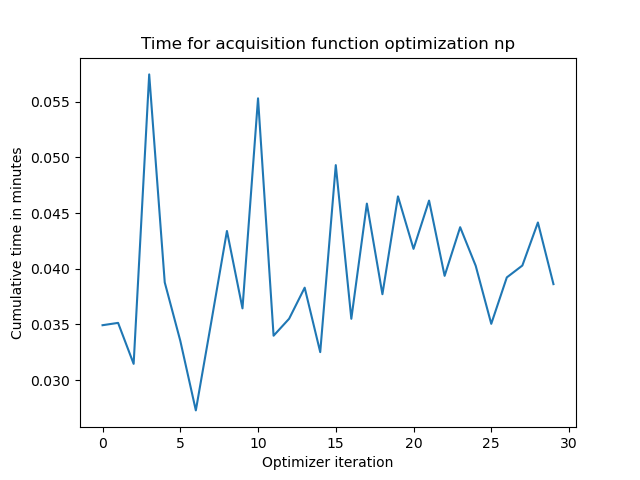 Time for acquisition function optimization np
Cumulative time in minutes
0.055
0.050
0.045
0.040
0.035
0.030
0 5 10 15 20 25 30
Optimizer iteration